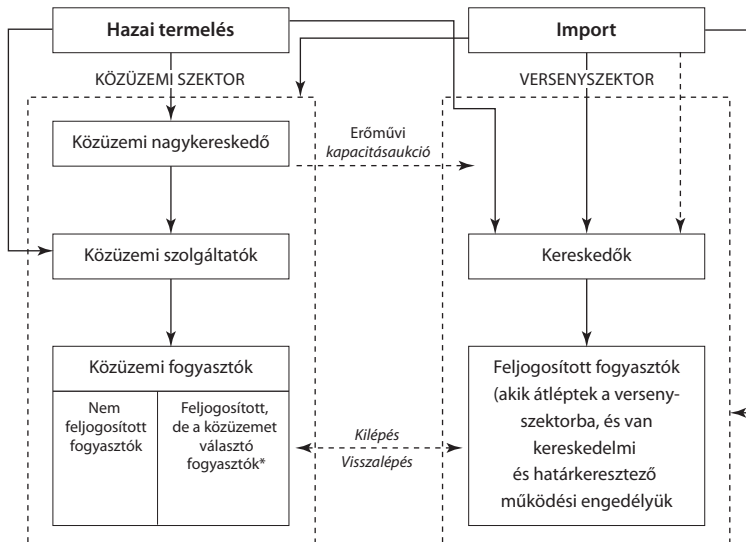 Hazai termelés
Import
KÖZÜZEMI SZEKTOR
VERSENYSZEKTOR
Közüzemi nagykereskedő
Erőművi
kapacitásaukció
Közüzemi szolgáltatók
Kereskedők
Közüzemi fogyasztók
Nem
feljogosított
fogyasztók
Feljogosított,
de a közüzemet
választó
fogyasztók*
Kilépés
Visszalépés
Feljogosított fogyasztók
(akik átléptek a verseny-
szektorba, és van
kereskedelmi
és határkeresztező
működési engedélyük